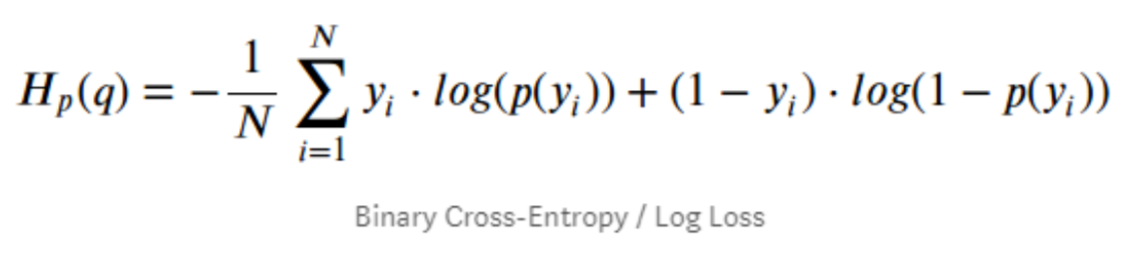 H_p(q) = -\frac{1}{N} \sum_{i=1}^{N} y_i \cdot log(p(y_i)) + (1 - y_i) \cdot log(1 - p(y_i))
Binary Cross-Entropy / Log Loss